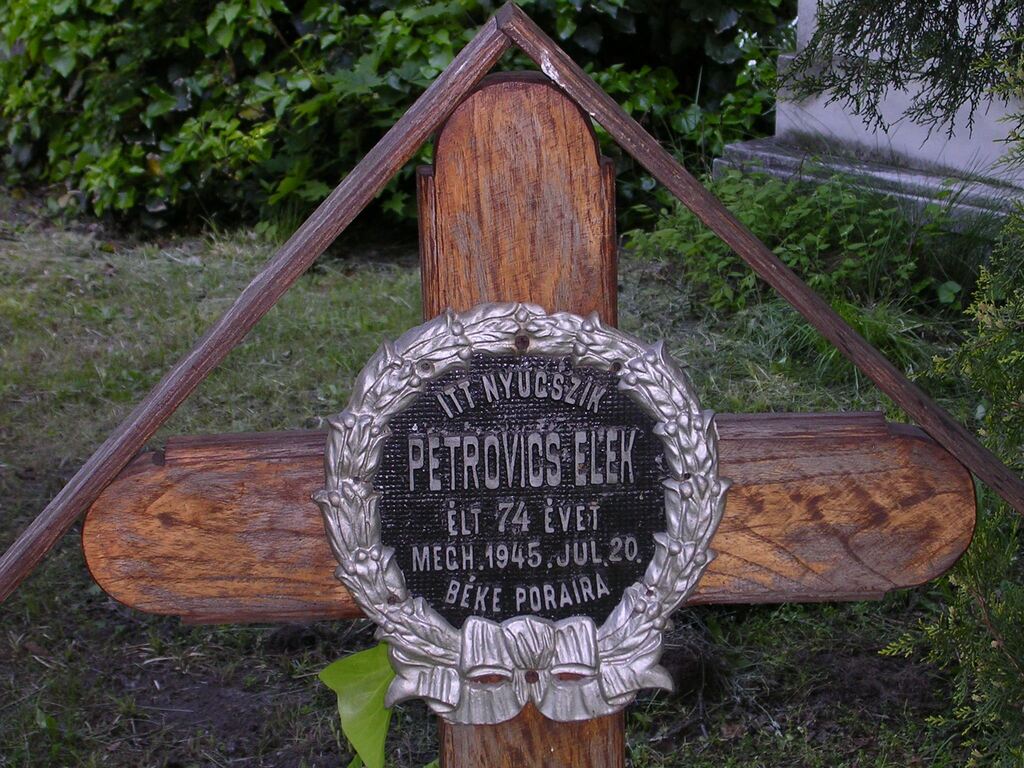 ITT NYUGSZIK
PETROVICS ELEK
ÉLT 74 ÉVET
MEGH. 1945. JUL. 20.
BÉKE PORAIRA